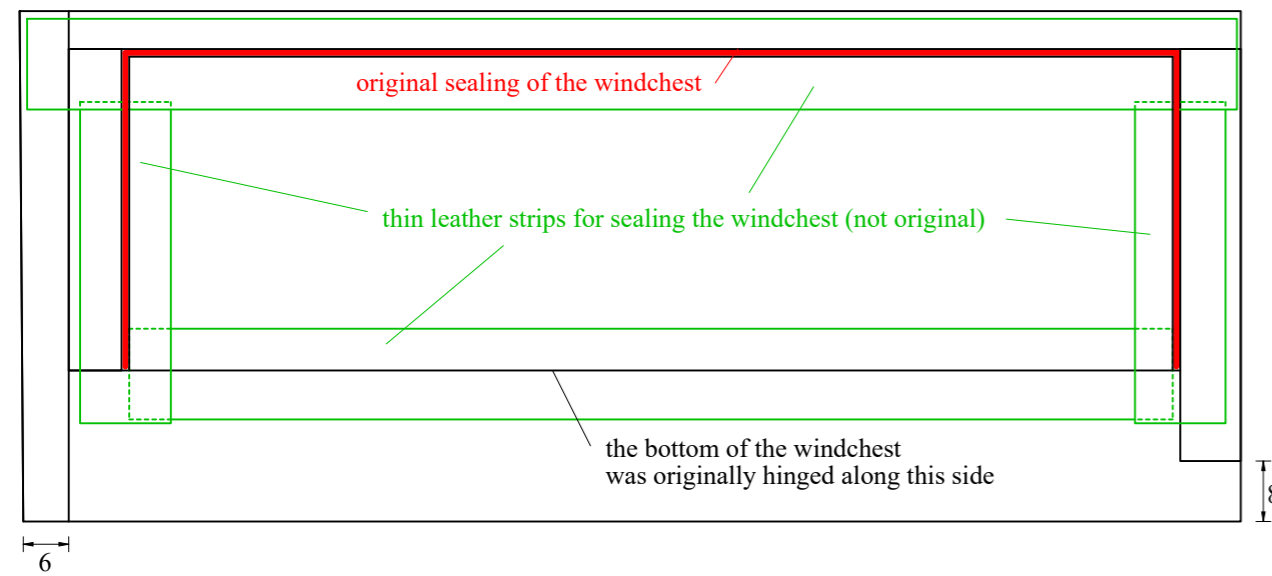 original sealing of the windchest
thin leather strips for sealing the windchest (not original)
the bottom of the windchest
was originally hinged along this side
6